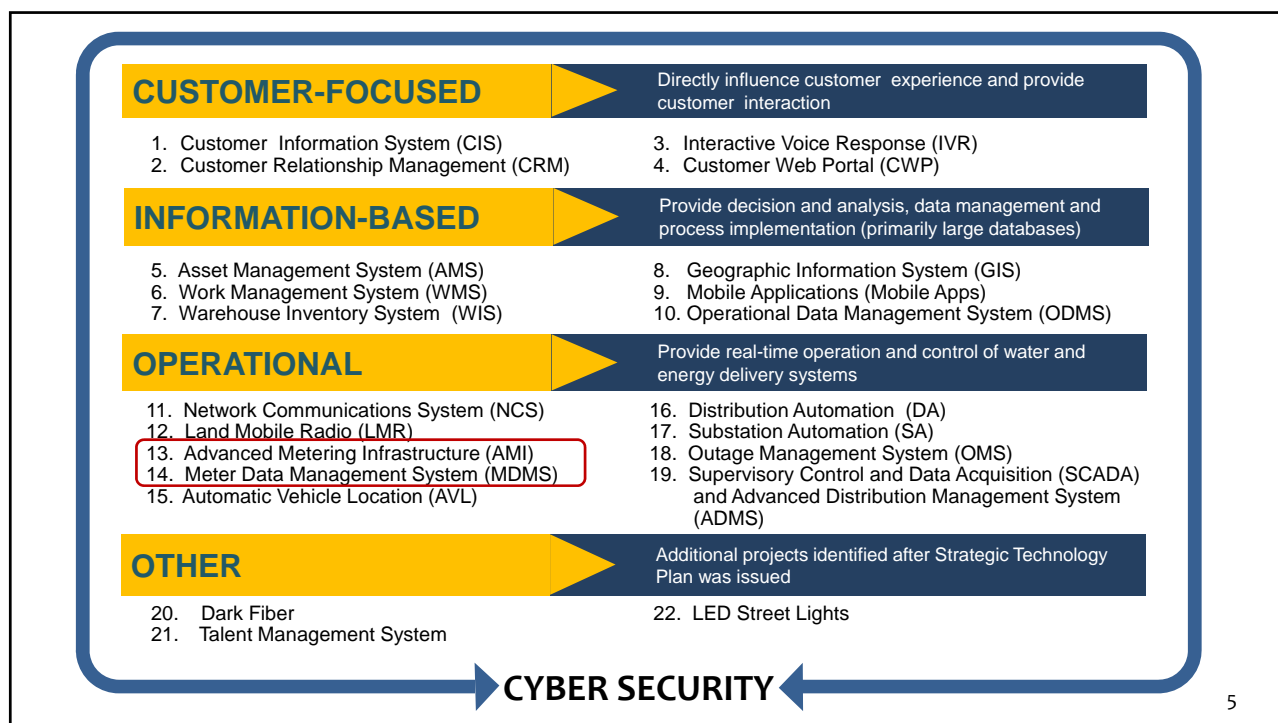 CUSTOMER-FOCUSED
Directly influence customer experience and provide
customer interaction
1. Customer Information System (CIS)
2. Customer Relationship Management (CRM)
3. Interactive Voice Response (IVR)
4. Customer Web Portal (CWP)
INFORMATION-BASED
Provide decision and analysis, data management and
process implementation (primarily large databases)
5. Asset Management System (AMS)
6. Work Management System (WMS)
7. Warehouse Inventory System (WIS)
8. Geographic Information System (GIS)
9. Mobile Applications (Mobile Apps)
10. Operational Data Management System (ODMS)
OPERATIONAL
Provide real-time operation and control of water and
energy delivery systems
11. Network Communications System (NCS)
12. Land Mobile Radio (LMR)
13. Advanced Metering Infrastructure (AMI)
14. Meter Data Management System (MDMS)
15. Automatic Vehicle Location (AVL)
16. Distribution Automation (DA)
17. Substation Automation (SA)
18. Outage Management System (OMS)
19. Supervisory Control and Data Acquisition (SCADA)
and Advanced Distribution Management System
(ADMS)
OTHER
Additional projects identified after Strategic Technology
Plan was issued
20. Dark Fiber
21. Talent Management System
22. LED Street Lights
CYBER SECURITY
5